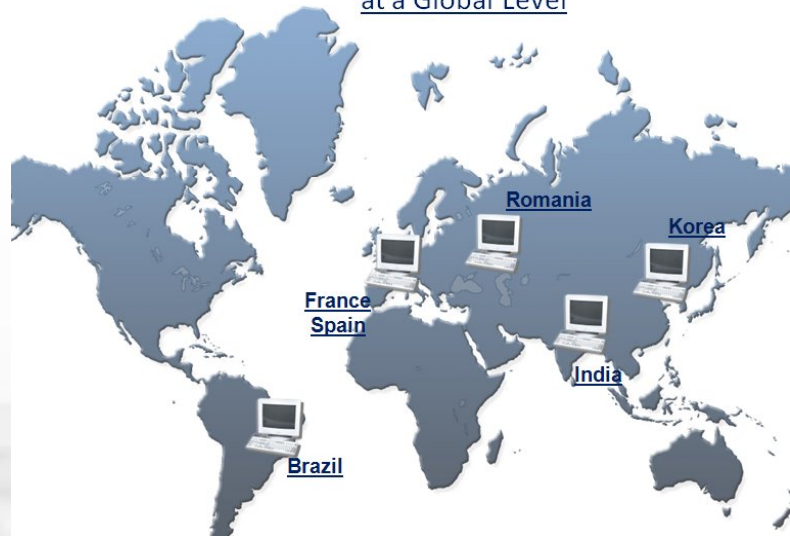 at a Global Level
Romania
Korea
France
Spain
India
Brazil